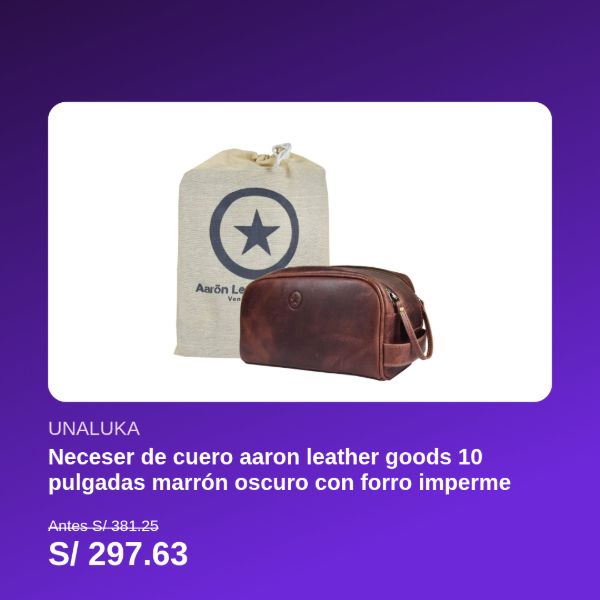 Aaron Le
Ven
UNALUKA
Neceser de cuero aaron leather goods 10
pulgadas marrón oscuro con forro imperme
Antes S/ 381.25
S/ 297.63